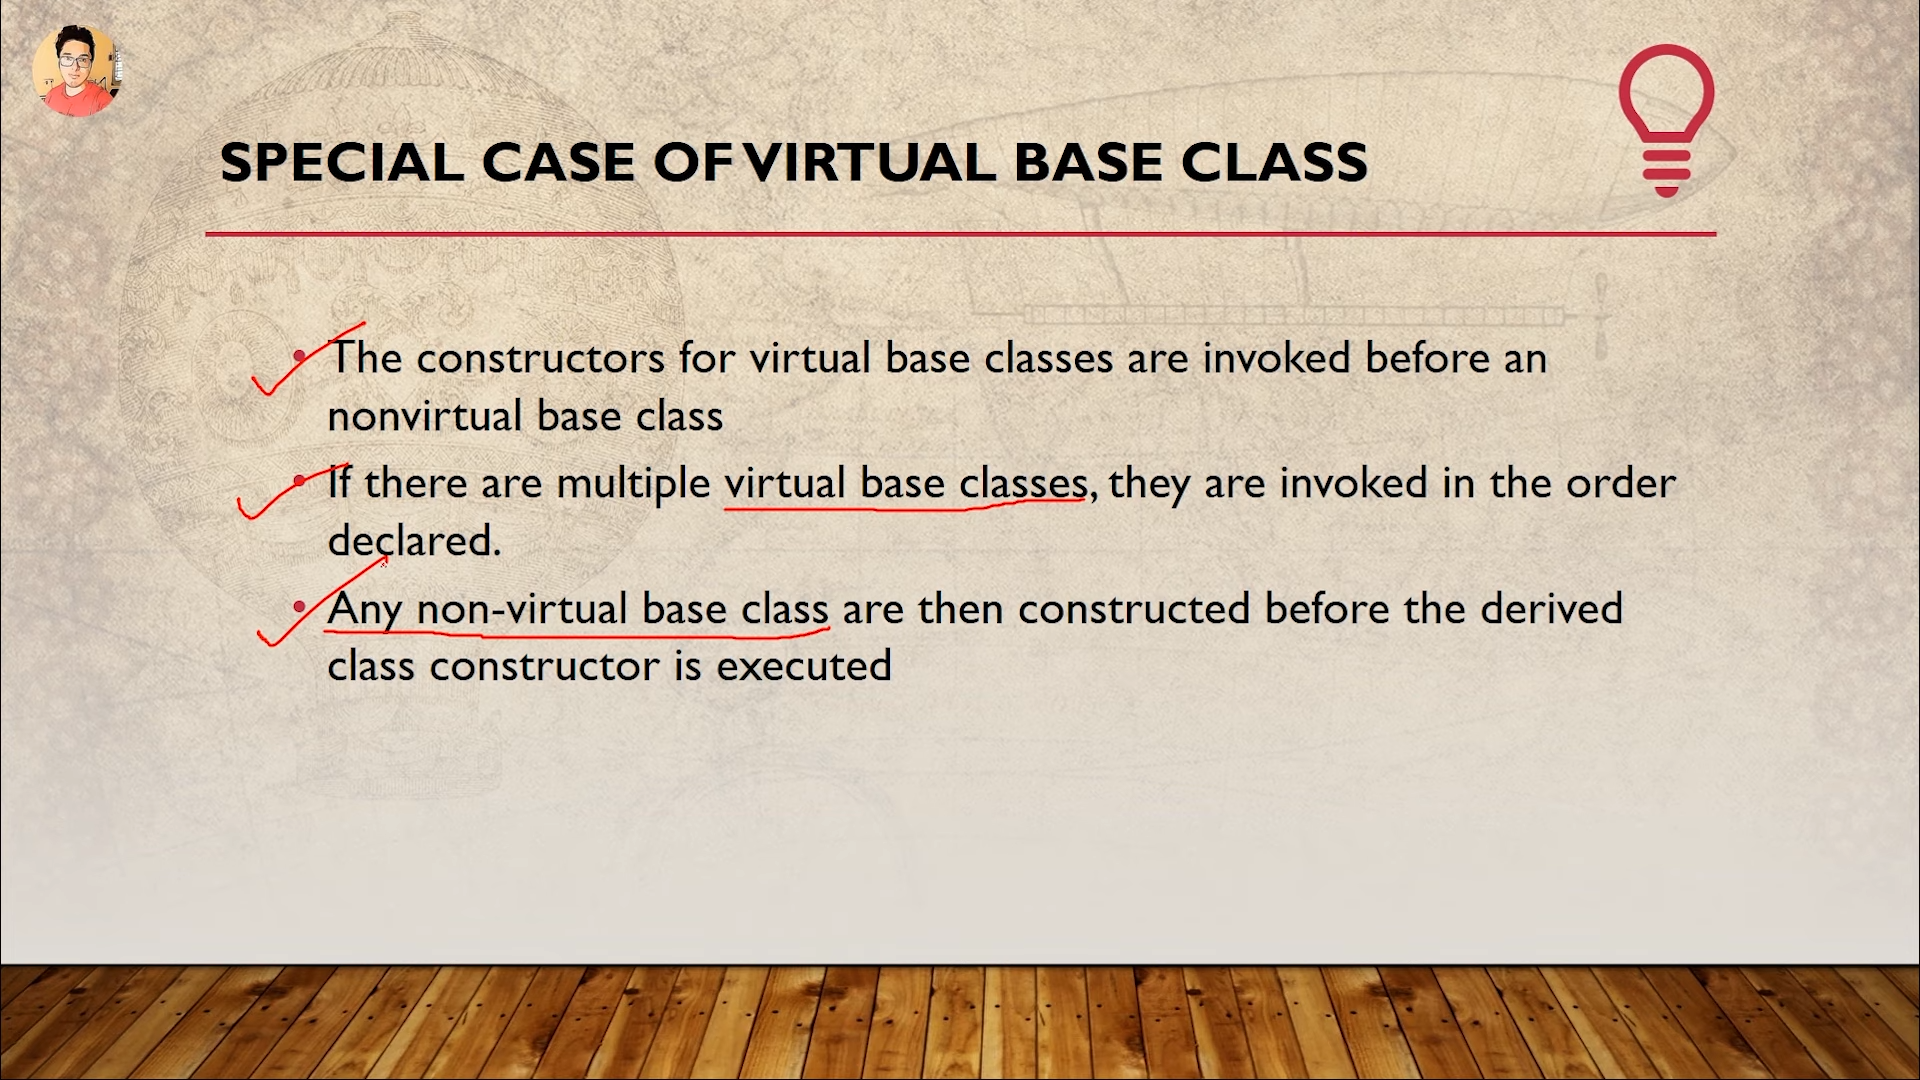 SPECIAL CASE OF VIRTUAL BASE CLASS
• The constructors for virtual base classes are invoked before an
nonvirtual base class
• If there are multiple virtual base classes, they are invoked in the order
declared.
• Any non-virtual base class are then constructed before the derived
class constructor is executed